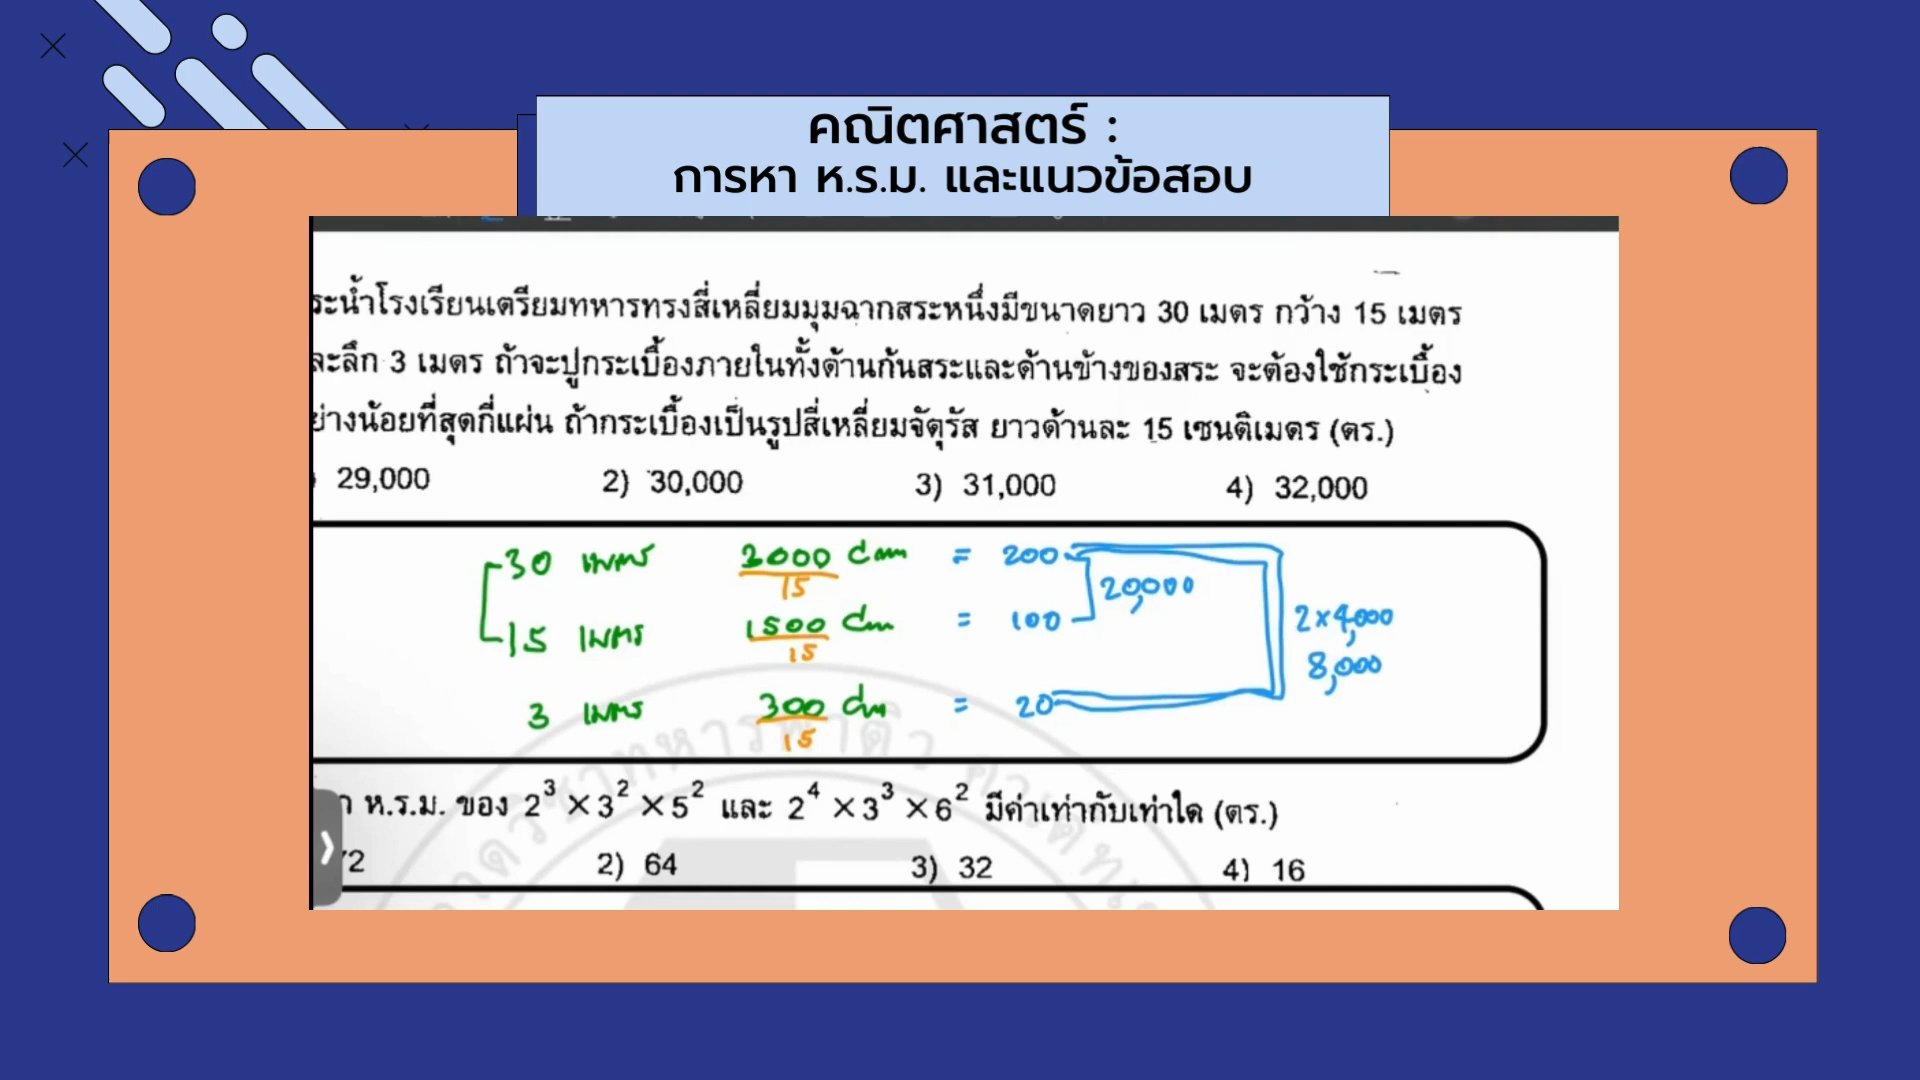 คณิตศาสตร์ :
การหา ห.ร.ม. และแนวข้อสอบ
ระน้ำโรงเรียนเตรียมทหารทรงสี่เหลี่ยมมุมฉากสระหนึ่งมีขนาดยาว 30 เมตร กว้าง 15 เมตร
ละลึก 3 เมตร ถ้าจะปูกระเบื้องภายในทั้งด้านก้นสระและด้านข้างของสระ จะต้องใช้กระเบื้อง
ย่างน้อยที่สุดกี่แผ่น ถ้ากระเบื้องเป็นรูปสี่เหลี่ยมจัตุรัส ยาวด้านละ 15 เซนติเมตร (ตร.)
29,000 2) 30,000 3) 31,000 4) 32,000
30 เมตร 3000 cm = 200
15 20,000
15 เมตร 1500 cm = 100 2x4,000
15 8,000
3 เมตร 300 cm = 20
15
ห.ร.ม. ของ 2³ × 3² × 5² และ 2⁴ × 3³ × 6² มีค่าเท่ากับเท่าใด (ตร.)
72 2) 64 3) 32 4) 16